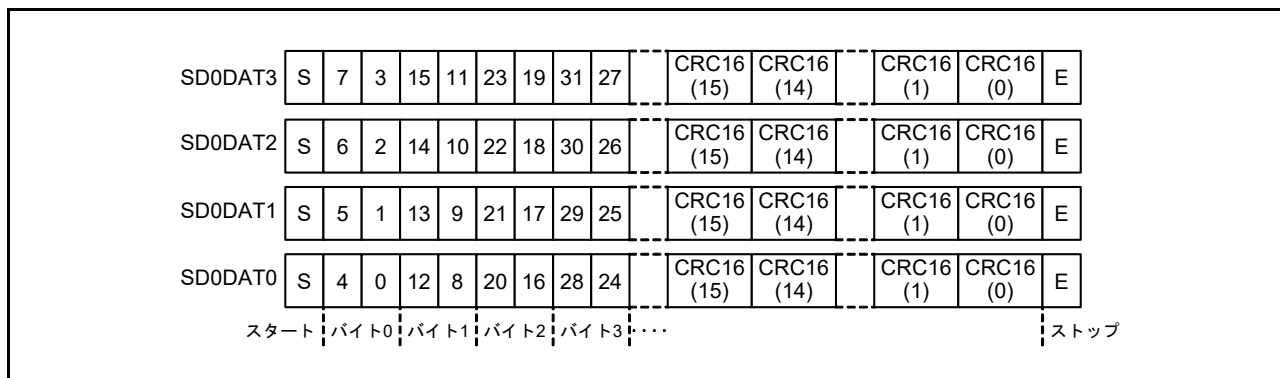 SD0DAT3 S 7 3 15 11 23 19 31 27 CRC16 (15) CRC16 (14) CRC16 (1) CRC16 (0) E
SD0DAT2 S 6 2 14 10 22 18 30 26 CRC16 (15) CRC16 (14) CRC16 (1) CRC16 (0) E
SD0DAT1 S 5 1 13 9 21 17 29 25 CRC16 (15) CRC16 (14) CRC16 (1) CRC16 (0) E
SD0DAT0 S 4 0 12 8 20 16 28 24 CRC16 (15) CRC16 (14) CRC16 (1) CRC16 (0) E
スタート バイト0 バイト1 バイト2 バイト3 ････ ストップ